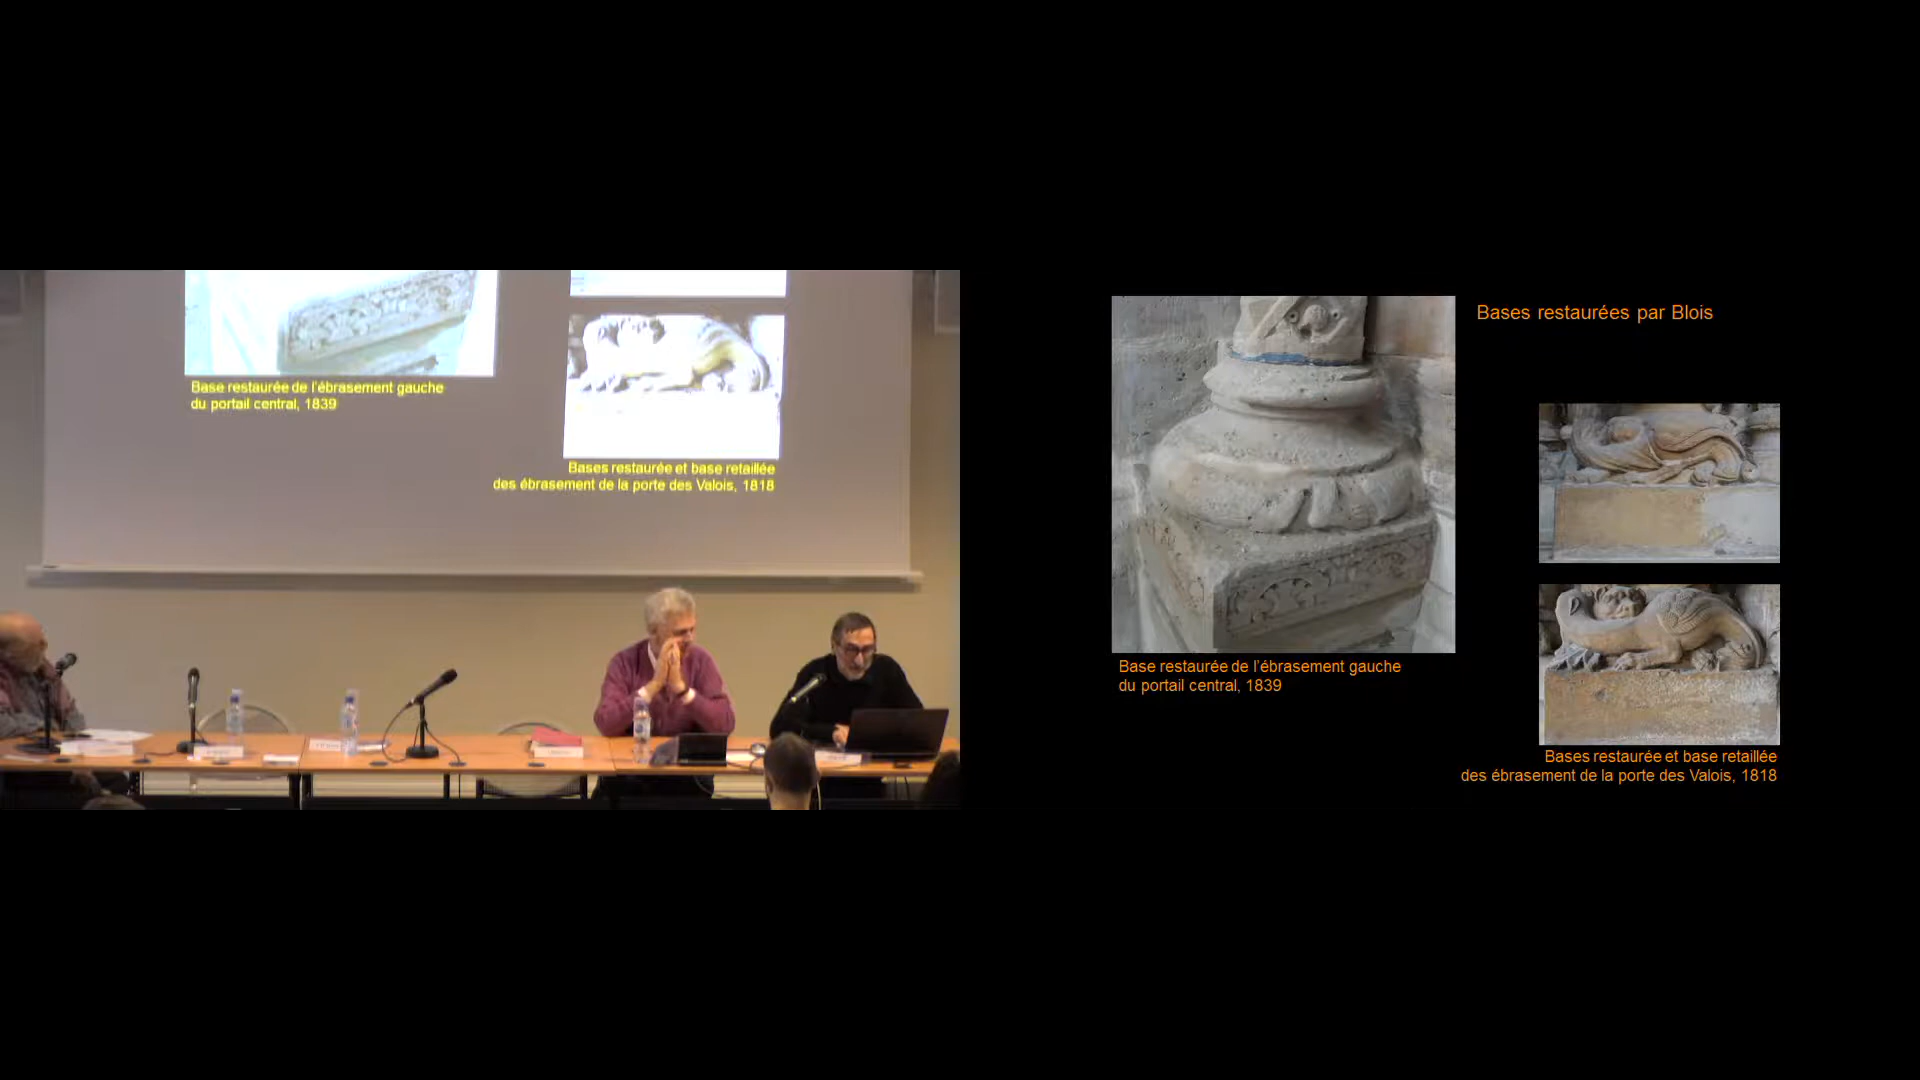 Base restaurée de l'ébrasement gauche
du portail central, 1839
Bases restaurée et base retaillée
des ébrasement de la porte des Valois, 1818
Bases restaurées par Blois
Base restaurée de l'ébrasement gauche
du portail central, 1839
Bases restaurée et base retaillée
des ébrasement de la porte des Valois, 1818